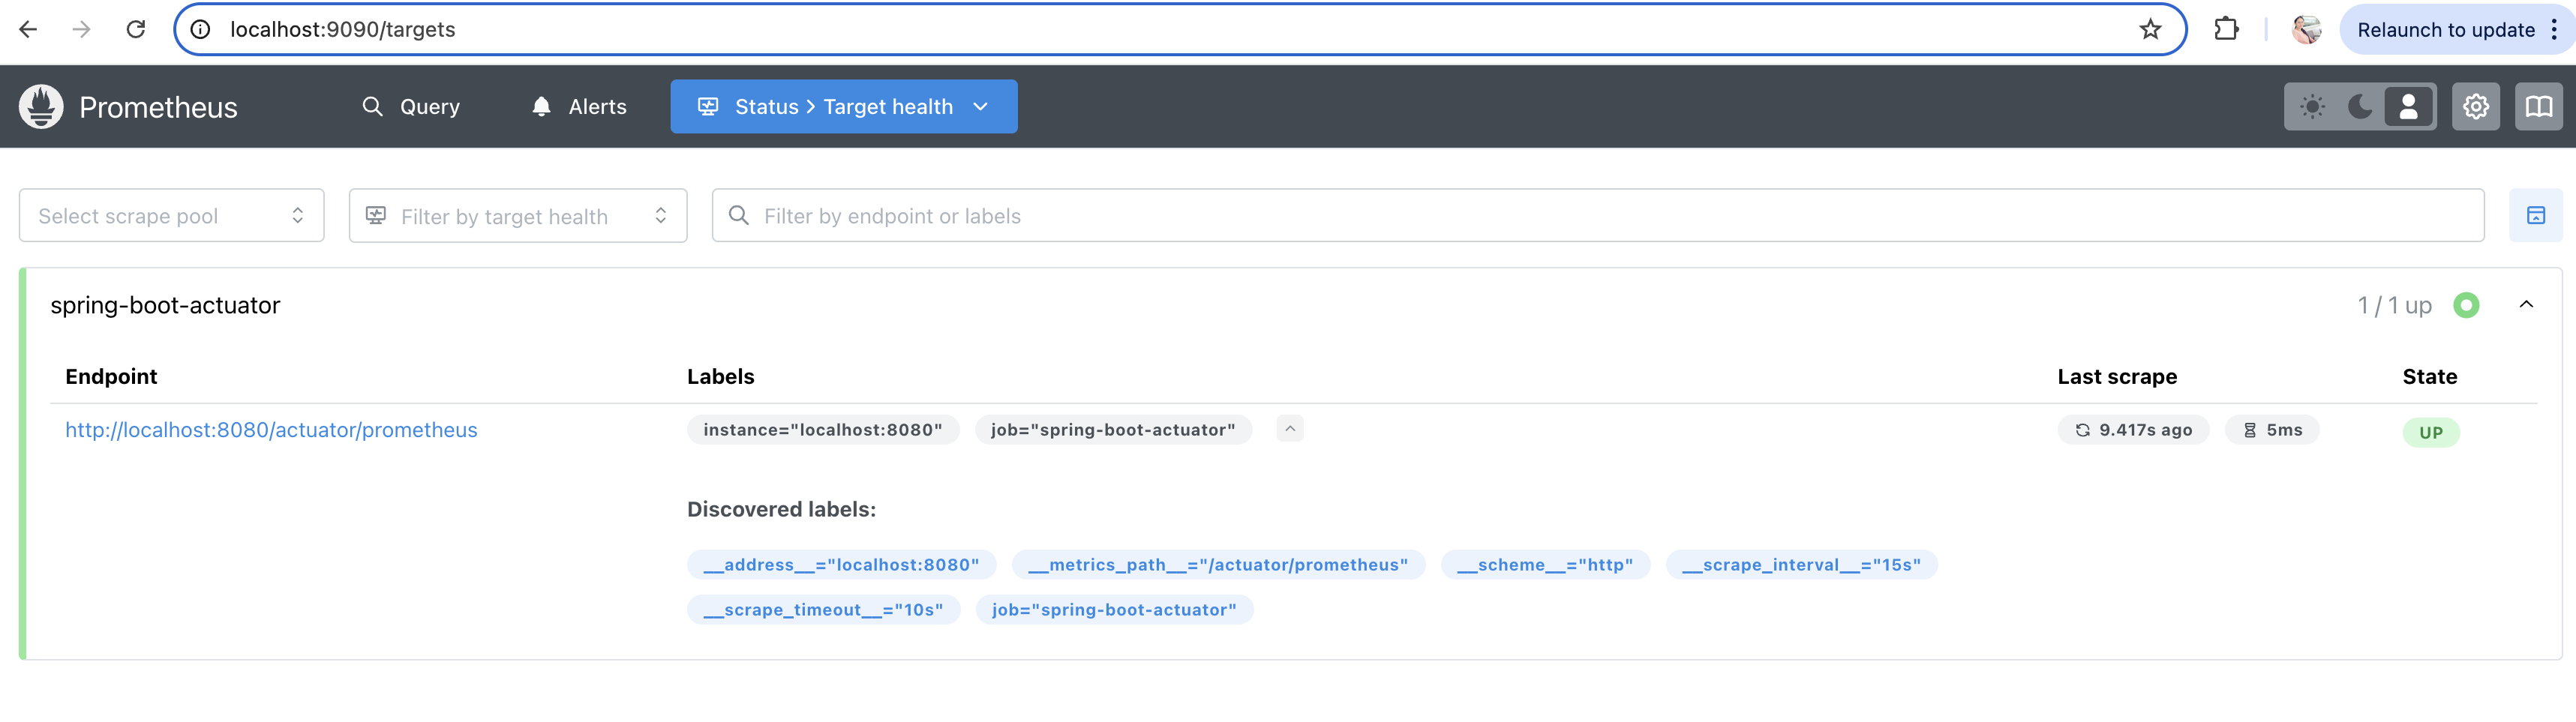 localhost:9090/targets
Relaunch to update
Prometheus
Query
Alerts
Status > Target health
Select scrape pool
Filter by target health
Filter by endpoint or labels
spring-boot-actuator
1 / 1 up
Endpoint Labels Last scrape State
http://localhost:8080/actuator/prometheus instance="localhost:8080" job="spring-boot-actuator" 9.417s ago 5ms UP
Discovered labels:
__address__="localhost:8080" __metrics_path__="/actuator/prometheus" __scheme__="http" __scrape_interval__="15s"
__scrape_timeout__="10s" job="spring-boot-actuator"